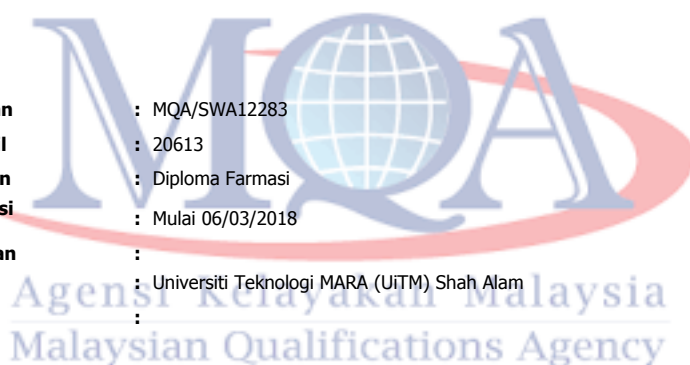 MQA
: MQA/SWA12283
: 20613
: Diploma Farmasi
: Mulai 06/03/2018
:
: Universiti Teknologi MARA (UiTM) Shah Alam
:
Agensi Kelayakan Malaysia
Malaysian Qualifications Agency